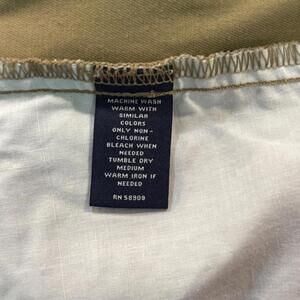 MACHINE WASH
WARM WITH
SIMILAR
COLORS
ONLY NON-
CHLORINE
BLEACH WHEN
NEEDED
TUMBLE DRY
MEDIUM
WARM IRON IF
NEEDED
RN 58909